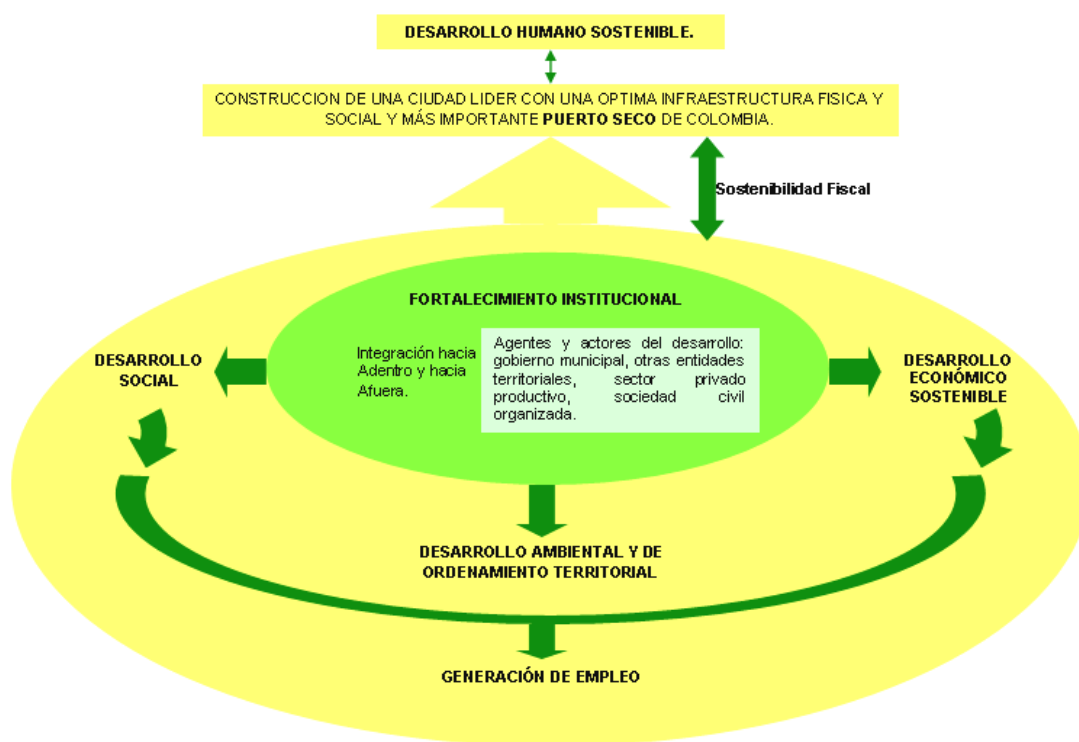 DESARROLLO HUMANO SOSTENIBLE.
CONSTRUCCION DE UNA CIUDAD LIDER CON UNA OPTIMA INFRAESTRUCTURA FISICA Y
SOCIAL Y MÁS IMPORTANTE PUERTO SECO DE COLOMBIA.
Sostenibilidad Fiscal
FORTALECIMIENTO INSTITUCIONAL
Integración hacia
Adentro y hacia
Afuera.
Agentes y actores del desarrollo:
gobierno municipal, otras entidades
territoriales, sector privado
productivo, sociedad civil
organizada.
DESARROLLO
SOCIAL
DESARROLLO
ECONÓMICO
SOSTENIBLE
DESARROLLO AMBIENTAL Y DE
ORDENAMIENTO TERRITORIAL
GENERACIÓN DE EMPLEO